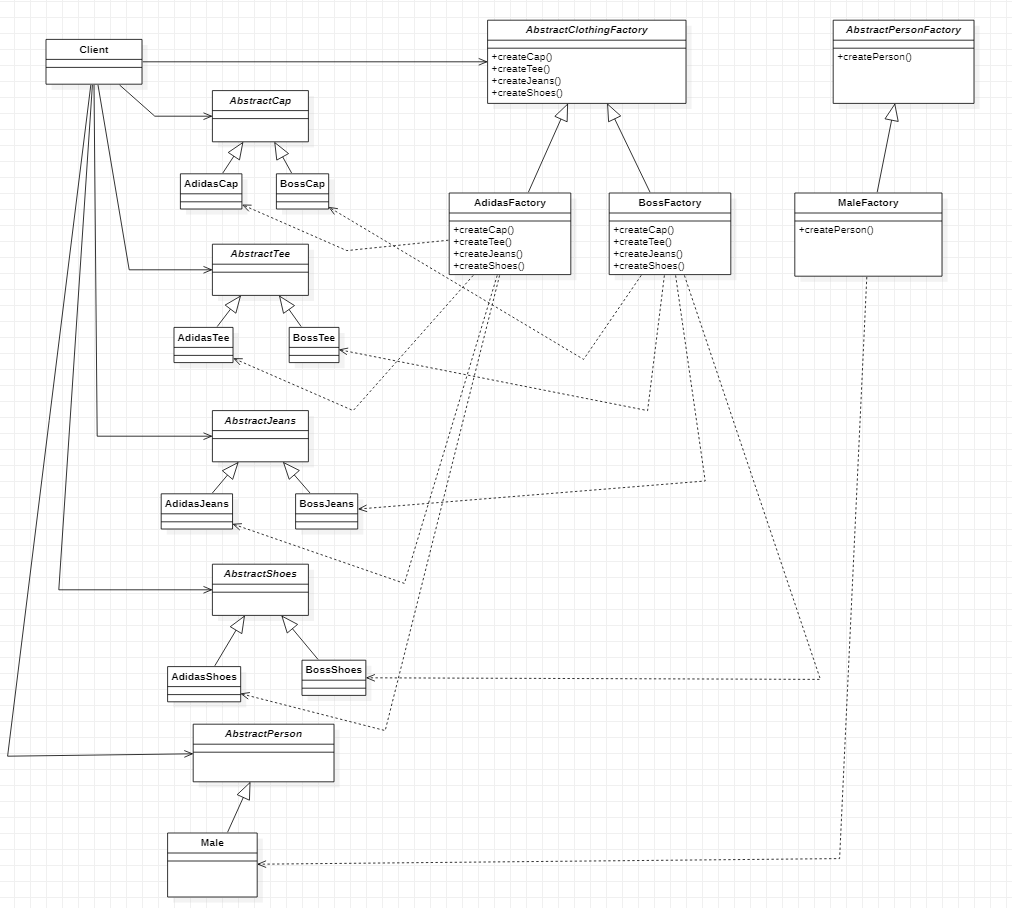 AbstractClothingFactory
+createCap()
+createTee()
+createJeans()
+createShoes()
AbstractPersonFactory
+createPerson()
Client
AbstractCap
AdidasCap
BossCap
AdidasFactory
+createCap()
+createTee()
+createJeans()
+createShoes()
BossFactory
+createCap()
+createTee()
+createJeans()
+createShoes()
MaleFactory
+createPerson()
AbstractTee
AdidasTee
BossTee
AbstractJeans
AdidasJeans
BossJeans
AbstractShoes
AdidasShoes
BossShoes
AbstractPerson
Male